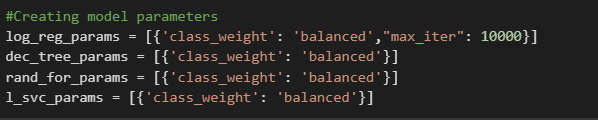 #Creating model parameters
log_reg_params = [{'class_weight': 'balanced',"max_iter": 10000}]
dec_tree_params = [{'class_weight': 'balanced'}]
rand_for_params = [{'class_weight': 'balanced'}]
l_svc_params = [{'class_weight': 'balanced'}]